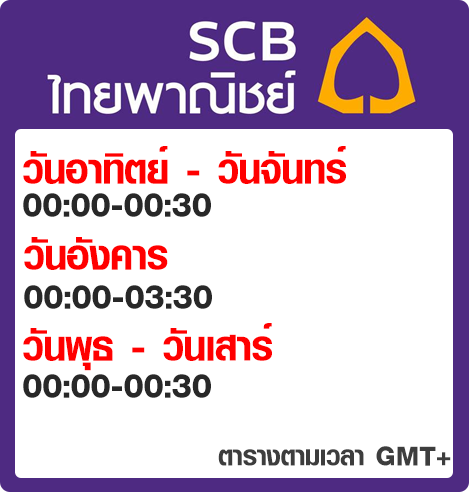 SCB
ไทยพาณิชย์
วันอาทิตย์ - วันจันทร์
00:00-00:30
วันอังคาร
00:00-03:30
วันพุธ - วันเสาร์
00:00-00:30
ตารางตามเวลา GMT+